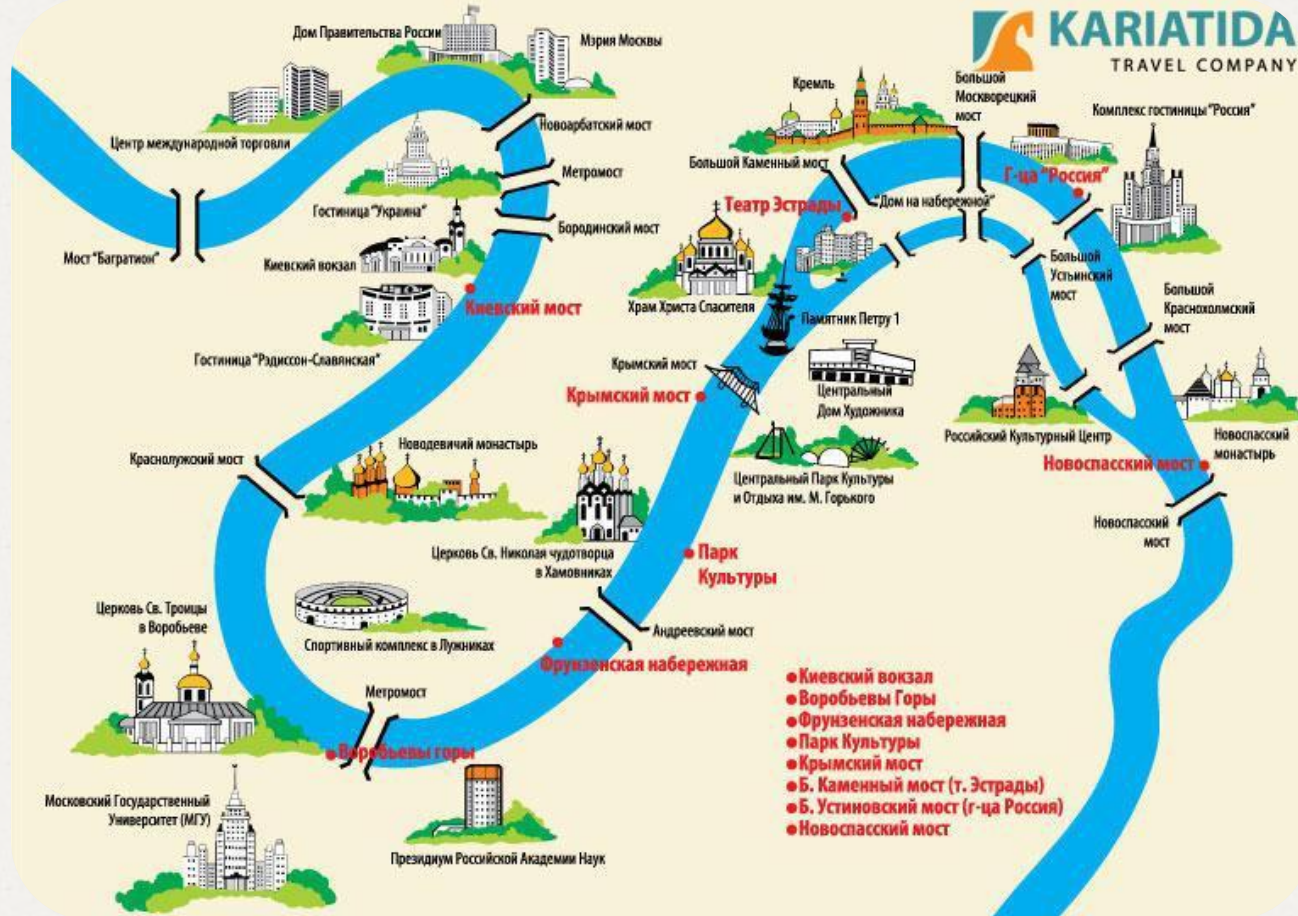 KARIATIDA
TRAVEL COMPANY
Дом Правительства России
Мэрия Москвы
Центр международной торговли
Новоарбатский мост
Гостиница "Украина"
Метромост
Мост "Багратион"
Бородинский мост
Киевский вокзал
Киевский мост
Гостиница "Рэдиссон-Славянская"
Кремль
Большой
Москворецкий
мост
Комплекс гостиницы "Россия"
Большой Каменный мост
Г-ца "Россия"
Театр Эстрады
"Дом на набережной"
Храм Христа Спасителя
Памятник Петру 1
Большой
Устьинский
мост
Большой
Краснохолмский
мост
Крымский мост
Крымский мост
Центральный
Дом Художника
Российский Культурный Центр
Новоспасский
монастырь
Новоспасский мост
Новоспасский
мост
Центральный Парк Культуры
и Отдыха им. М. Горького
Краснолужский мост
Новодевичий монастырь
Церковь Св. Николая чудотворца
в Хамовниках
Парк
Культуры
Церковь Св. Троицы
в Воробьеве
Спортивный комплекс в Лужниках
Андреевский мост
Фрунзенская набережная
Метромост
Воробьевы горы
Московский Государственный
Университет (МГУ)
Президиум Российской Академии Наук
Киевский вокзал
Воробьевы Горы
Фрунзенская набережная
Парк Культуры
Крымский мост
Б. Каменный мост (т. Эстрады)
Б. Устиновский мост (г-ца Россия)
Новоспасский мост